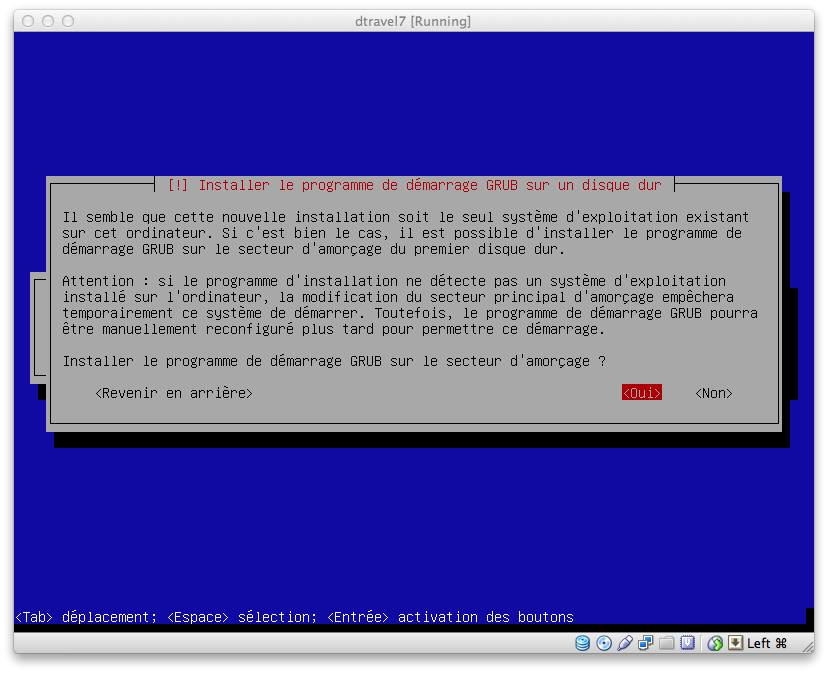 dtravel7 [Running]
[!] Installer le programme de démarrage GRUB sur un disque dur
Il semble que cette nouvelle installation soit le seul système d'exploitation existant
sur cet ordinateur. Si c'est bien le cas, il est possible d'installer le programme de
démarrage GRUB sur le secteur d'amorçage du premier disque dur.
Attention : si le programme d'installation ne détecte pas un système d'exploitation
installé sur l'ordinateur, la modification du secteur principal d'amorçage empêchera
temporairement ce système de démarrer. Toutefois, le programme de démarrage GRUB pourra
être manuellement reconfiguré plus tard pour permettre ce démarrage.
Installer le programme de démarrage GRUB sur le secteur d'amorçage ?
<Revenir en arrière> <Oui> <Non>
<Tab> déplacement; <Espace> sélection; <Entrée> activation des boutons
Left ⌘